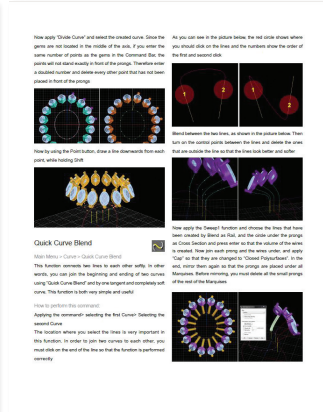 Now apply "Divide Curve" and select the created curve. Since the
gems are not located in the middle of the axis, if you enter the
same number of points as the gems in the Command Bar, the
points will not stand exactly in front of the prongs. Therefore enter
a doubled number and delete every other point that has not been
placed in front of the prongs
Now by using the Point button, draw a line downwards from each
point, while holding Shift
Quick Curve Blend
Main Menu > Curve > Quick Curve Blend
This function connects two lines to each other softly. In other
words, you can join the beginning and ending of two curves
using "Quick Curve Blend" and by one tangent and completely soft
curve. This function is both very simple and useful
How to perform this command:
Applying the command> selecting the first Curve> Selecting the
second Curve
The location where you select the lines is very important in
this function. In order to join two curves to each other, you
must click on the end of the line so that the function is performed
correctly
As you can see in the picture below, the red circle shows where
you should click on the lines and the numbers show the order of
the first and second click
1
2
1
2
Blend between the two lines, as shown in the picture below. Then
turn on the control points between the lines and delete the ones
that are outside the line so that the lines look better and softer
Now apply the Sweep1 function and choose the lines that have
been created by Blend as Rail, and the circle under the prongs
as Cross Section and press enter so that the volume of the wires
is created. Now join each prong and the wires under, and apply
"Cap" so that they are changed to "Closed Polysurfaces". In the
end, mirror them again so that the prongs are placed under all
Marquises. Before mirroring, you must delete all the small prongs
of the rest of the Marquises